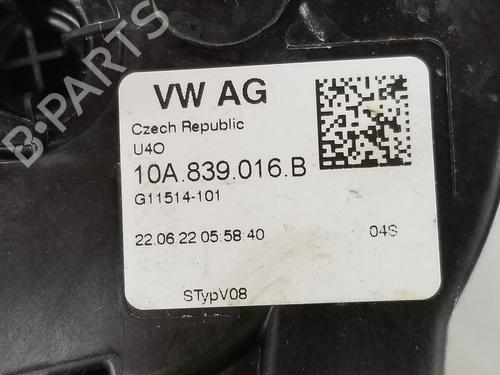 B-PARTS
VW AG
Czech Republic
U4O
10A.839.016.B
G11514-101
22.06.22 05:58:40 04S
STypV08